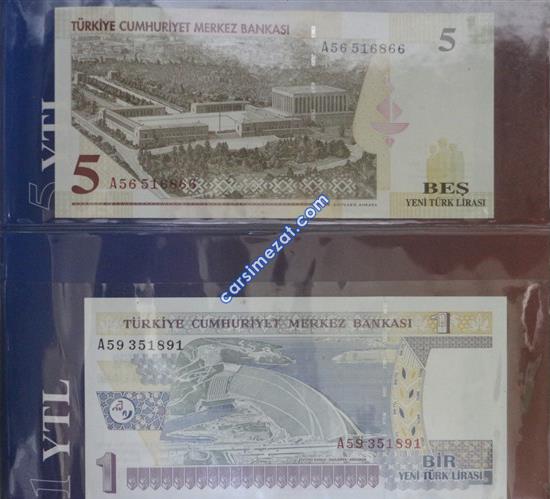 5 YTL
TÜRKİYE CUMHURİYET MERKEZ BANKASI
A56 516866
5
5
A56 516866
BEŞ
YENİ TÜRK LİRASI
carsimezat.com
1 YTL
TÜRKİYE CUMHURİYET MERKEZ BANKASI
1
A59 351891
A59 351891
1
BİR
YENİ TÜRK LİRASI